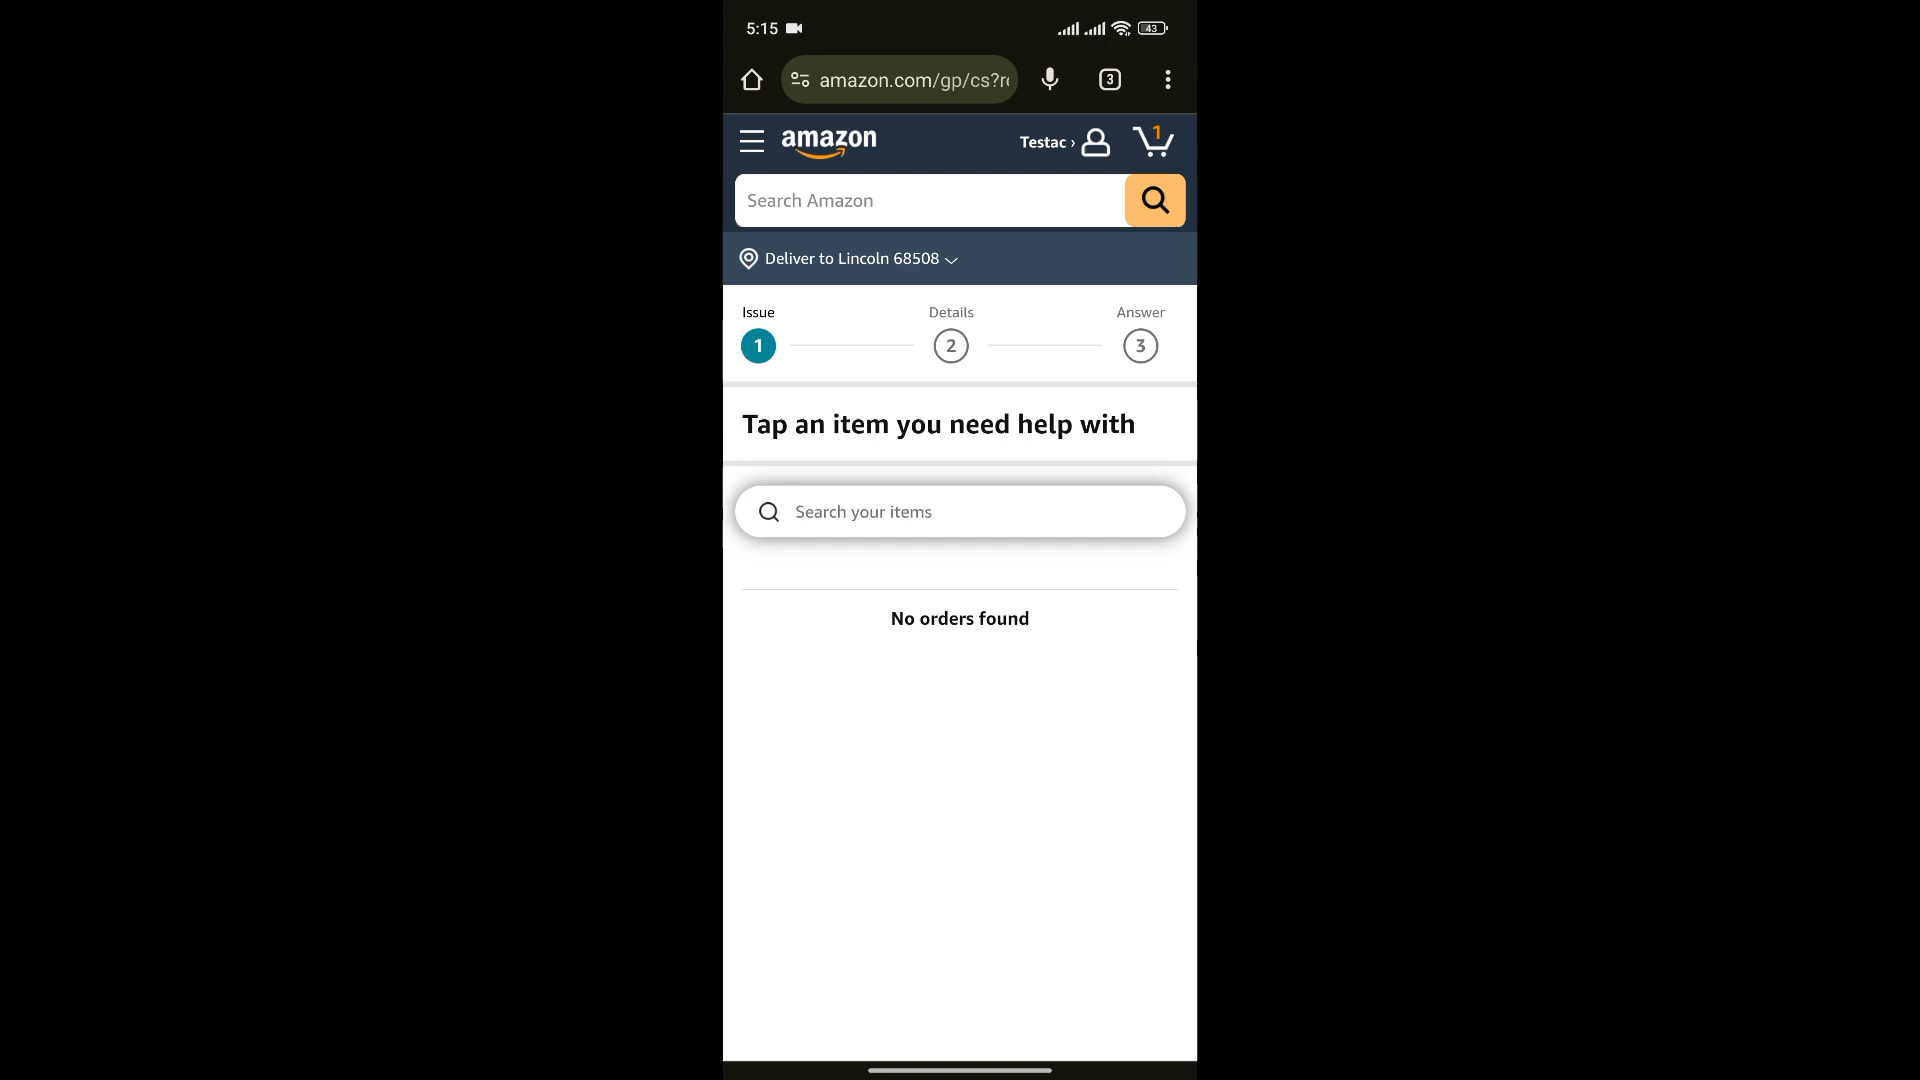 5:15
43
amazon.com/gp/cs?r
3
amazon
Testac ›
1
Search Amazon
Deliver to Lincoln 68508
Issue
Details
Answer
1
2
3
Tap an item you need help with
Search your items
No orders found